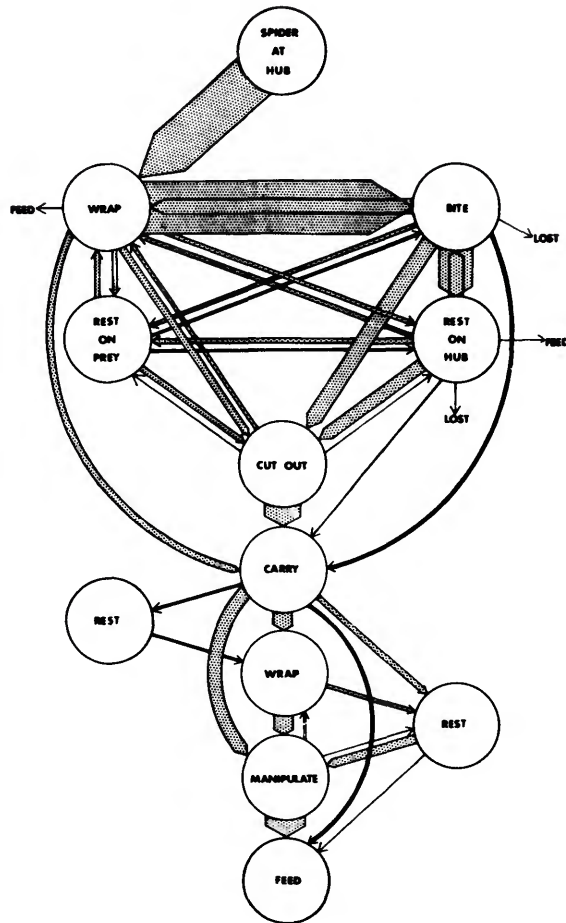 SPIDER
AT
HUB
FEED
WRAP
BITE
LOST
REST
ON
PREY
REST
ON
HUB
FEED
LOST
CUT OUT
CARRY
REST
WRAP
REST
MANIPULATE
FEED